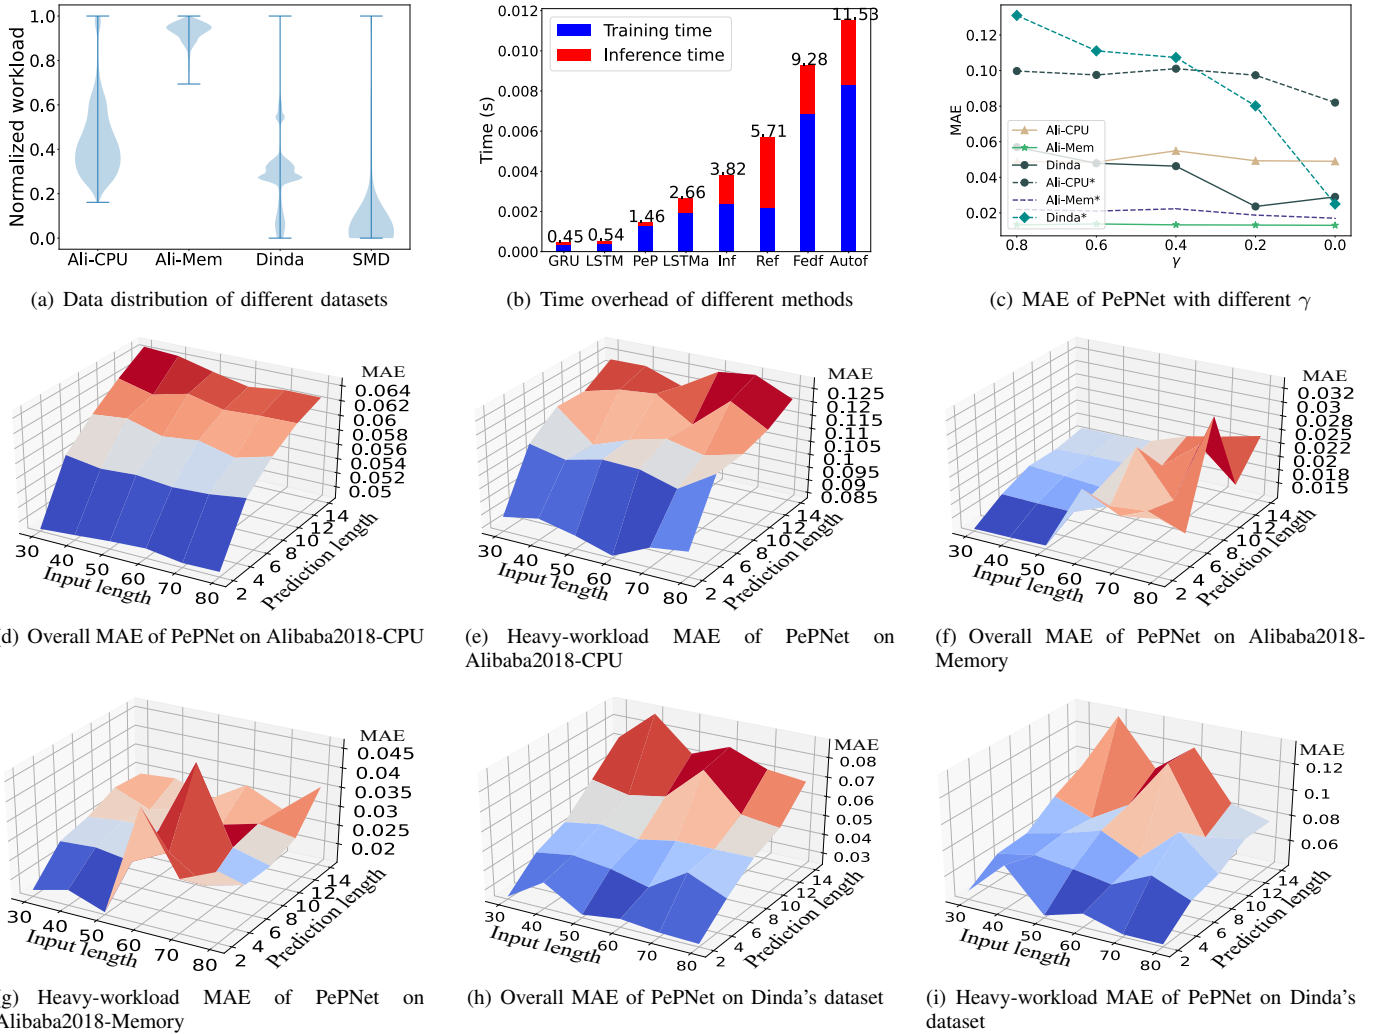 Normalized workload
1.0
0.8
0.6
0.4
0.2
0.0
Ali-CPU Ali-Mem Dinda SMD
(a) Data distribution of different datasets
Time (s)
0.012
0.010
0.008
0.006
0.004
0.002
0.000
Training time
Inference time
0.45 0.54 1.46 2.66 3.82 5.71 9.28 11.53
GRU LSTM PeP LSTMa Inf Ref Fedf Autof
(b) Time overhead of different methods
MAE
0.12
0.10
0.08
0.06
0.04
0.02
Ali-CPU
Ali-Mem
Dinda
Ali-CPU*
Ali-Mem*
Dinda*
0.8 0.6 0.4 0.2 0.0
γ
(c) MAE of PePNet with different γ
MAE
0.064
0.062
0.06
0.058
0.056
0.054
0.052
0.05
30 40 50 60 70 80
Input length
2 4 6 8 10 12 14
Prediction length
(d) Overall MAE of PePNet on Alibaba2018-CPU
MAE
0.125
0.12
0.115
0.11
0.105
0.1
0.095
0.09
0.085
30 40 50 60 70 80
Input length
2 4 6 8 10 12 14
Prediction length
(e) Heavy-workload MAE of PePNet on
Alibaba2018-CPU
MAE
0.032
0.03
0.028
0.025
0.022
0.02
0.018
0.015
30 40 50 60 70 80
Input length
2 4 6 8 10 12 14
Prediction length
(f) Overall MAE of PePNet on Alibaba2018-
Memory
MAE
0.045
0.04
0.035
0.03
0.025
0.02
30 40 50 60 70 80
Input length
2 4 6 8 10 12 14
Prediction length
(g) Heavy-workload MAE of PePNet on
Alibaba2018-Memory
MAE
0.08
0.07
0.06
0.05
0.04
0.03
30 40 50 60 70 80
Input length
2 4 6 8 10 12 14
Prediction length
(h) Overall MAE of PePNet on Dinda's dataset
MAE
0.12
0.1
0.08
0.06
30 40 50 60 70 80
Input length
2 4 6 8 10 12 14
Prediction length
(i) Heavy-workload MAE of PePNet on Dinda's
dataset